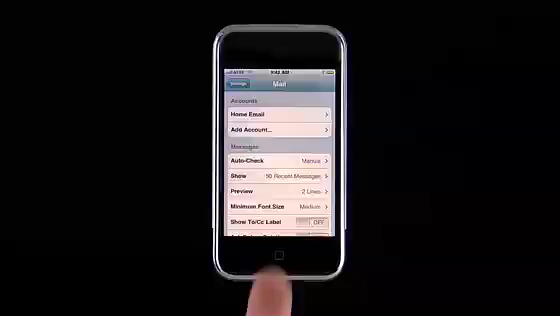 9:42 AM
Settings
Mail
Accounts
Home Email
Add Account...
Messages
Auto-Check Manual
Show 50 Recent Messages
Preview 2 Lines
Minimum Font Size Medium
Show To/Cc Label OFF